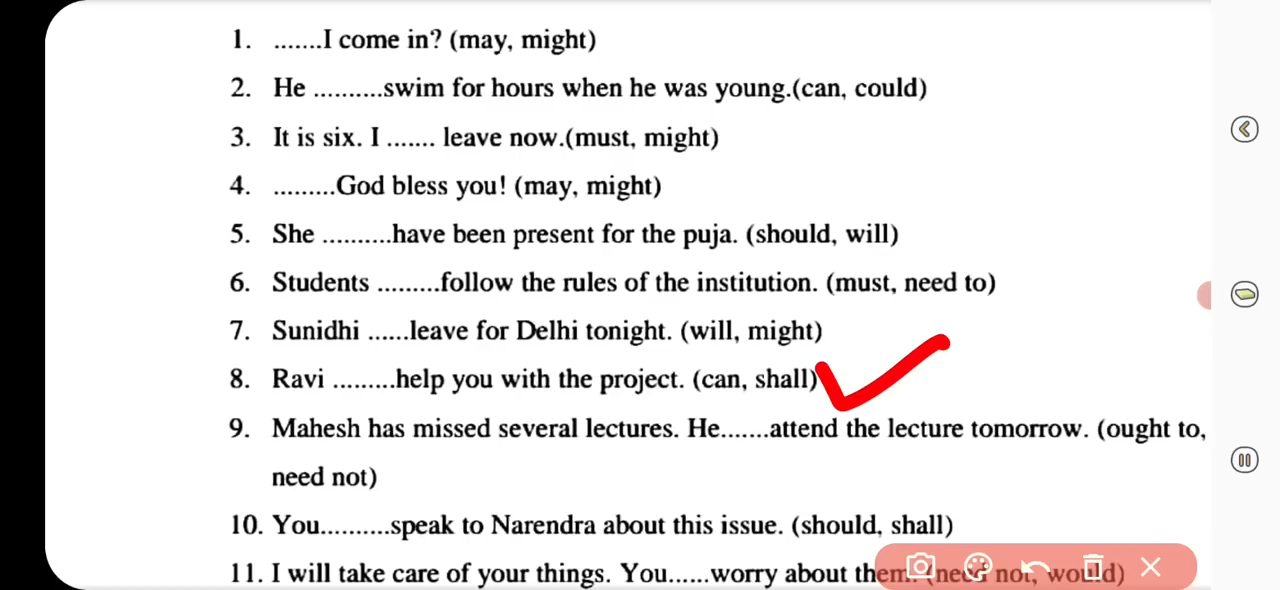 1. .......I come in? (may, might)
2. He ..........swim for hours when he was young.(can, could)
3. It is six. I ....... leave now.(must, might)
4. .........God bless you! (may, might)
5. She ..........have been present for the puja. (should, will)
6. Students .........follow the rules of the institution. (must, need to)
7. Sunidhi ......leave for Delhi tonight. (will, might)
8. Ravi .........help you with the project. (can, shall)
9. Mahesh has missed several lectures. He.......attend the lecture tomorrow. (ought to,
need not)
10. You..........speak to Narendra about this issue. (should, shall)
11. I will take care of your things. You......worry about them. (need not, would)